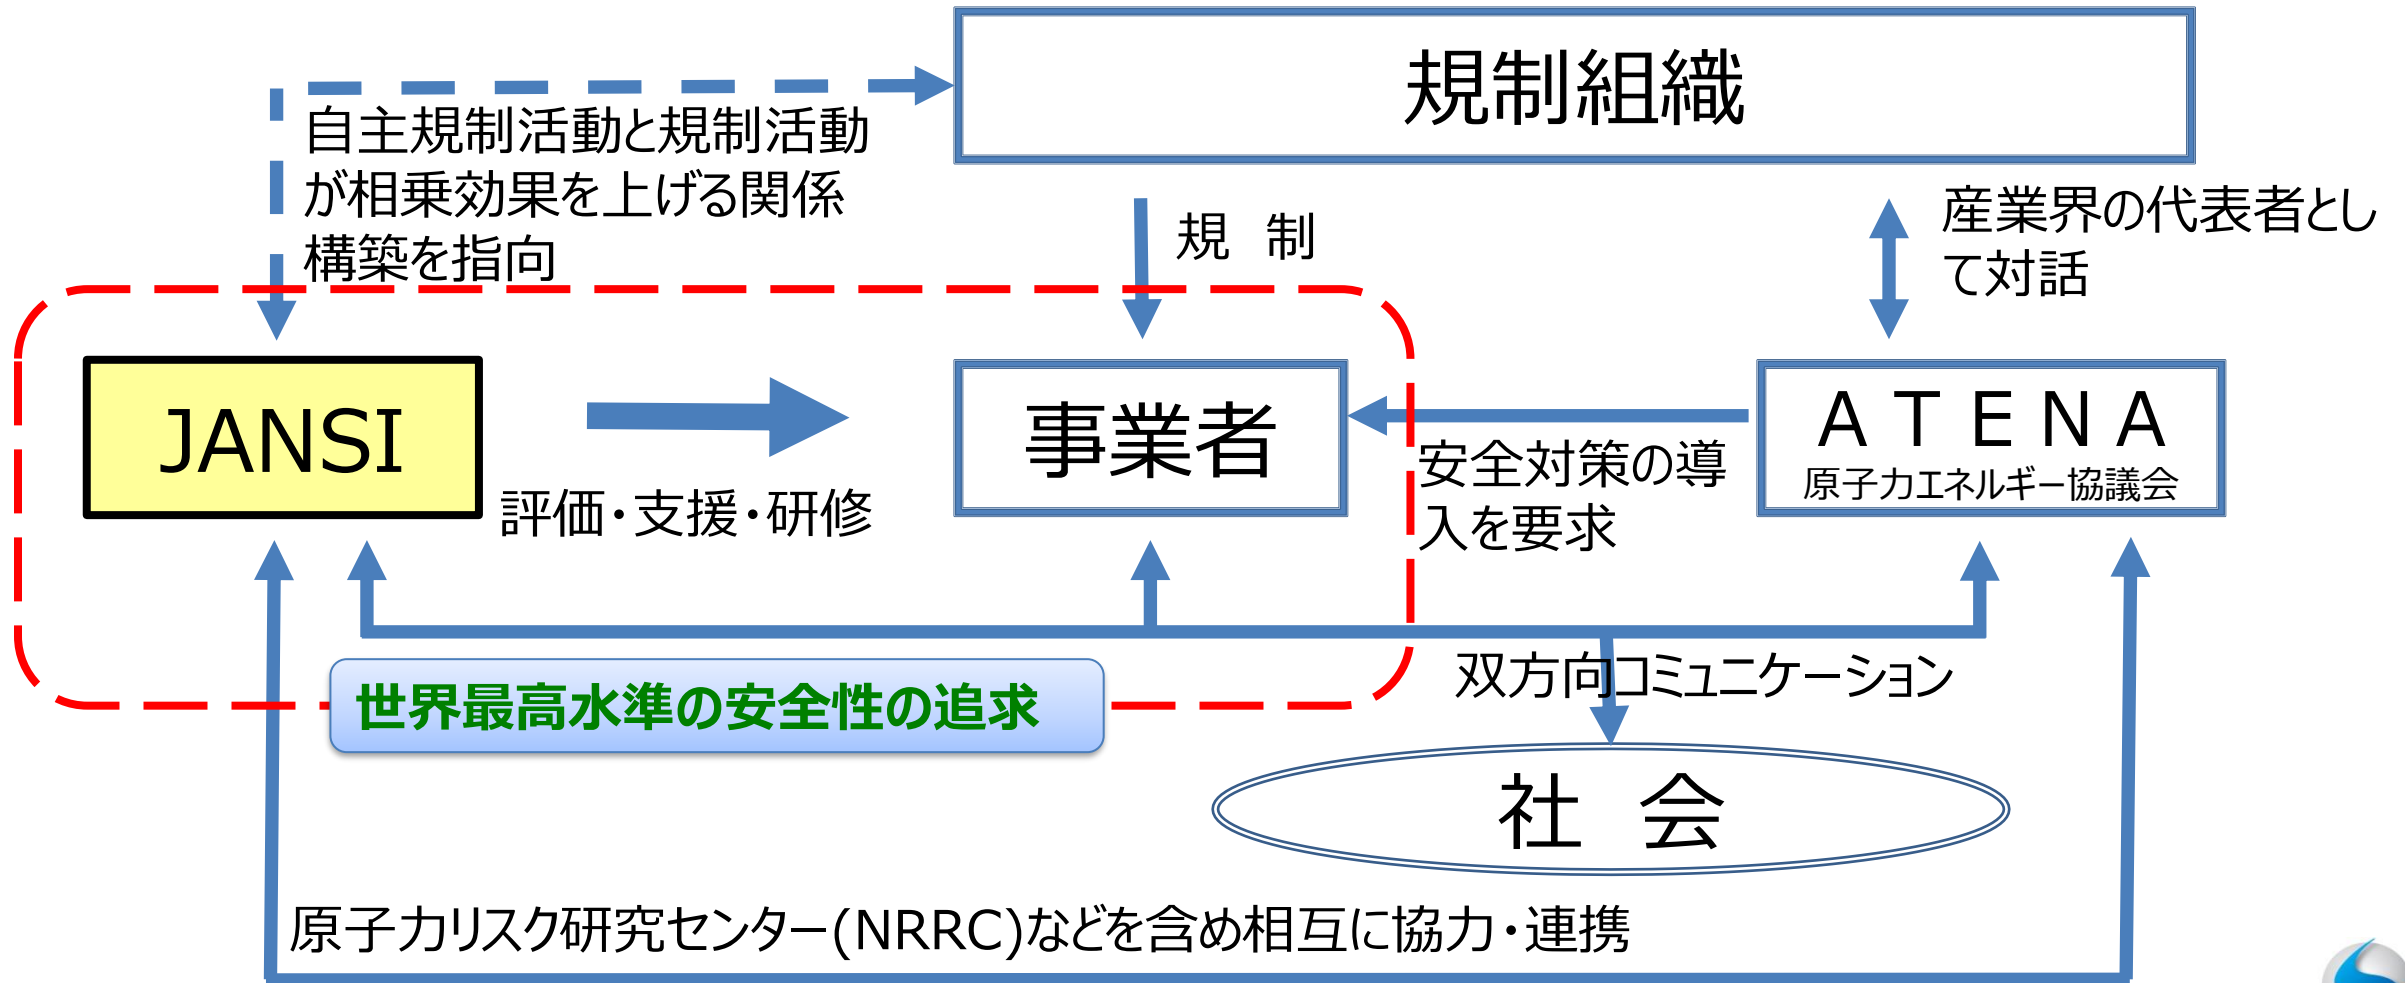 規制組織
自主規制活動と規制活動
が相乗効果を上げる関係
構築を指向
規　制
産業界の代表者とし
て対話
JANSI
評価・支援・研修
事業者
安全対策の導
入を要求
ＡＴＥＮＡ
原子力エネルギー協議会
双方向コミュニケーション
世界最高水準の安全性の追求
社　会
原子力リスク研究センター(NRRC)などを含め相互に協力・連携